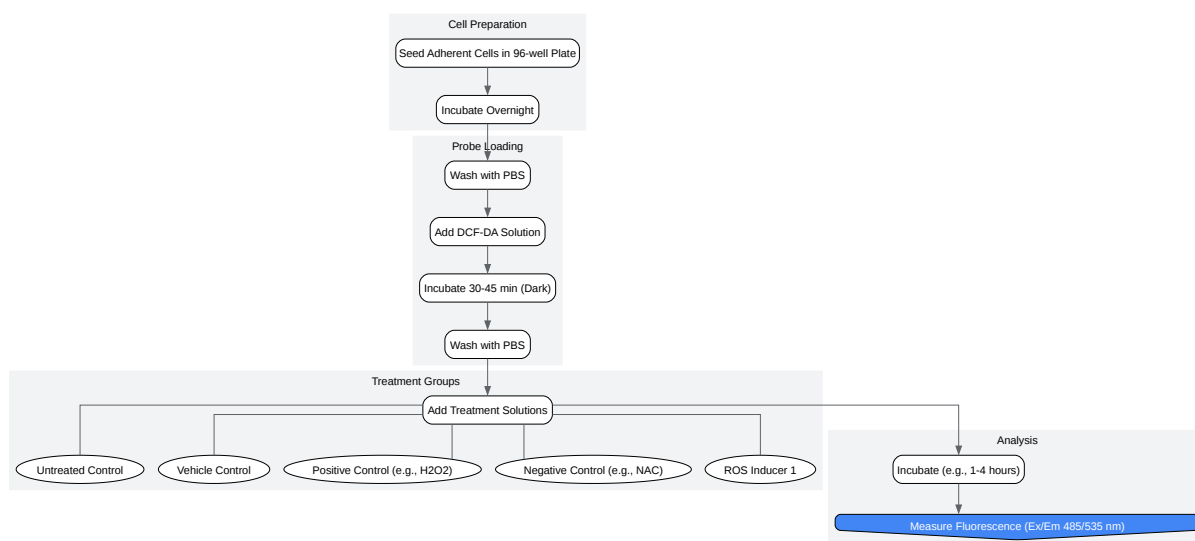 Cell Preparation
Seed Adherent Cells in 96-well Plate
Incubate Overnight
Probe Loading
Wash with PBS
Add DCF-DA Solution
Incubate 30-45 min (Dark)
Wash with PBS
Treatment Groups
Add Treatment Solutions
Untreated Control
Vehicle Control
Positive Control (e.g., H2O2)
Negative Control (e.g., NAC)
ROS Inducer 1
Analysis
Incubate (e.g., 1-4 hours)
Measure Fluorescence (Ex/Em 485/535 nm)